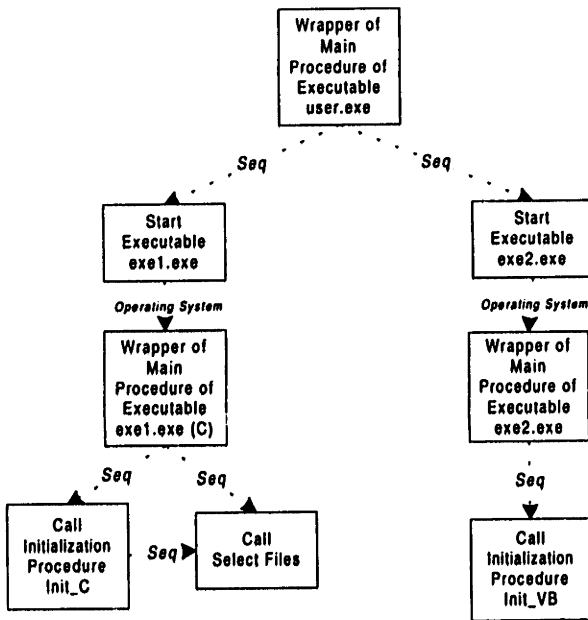 Wrapper of
Main
Procedure of
Executable
user.exe
Seq
Seq
Start
Executable
exe1.exe
Start
Executable
exe2.exe
Operating System
Operating System
Wrapper of
Main
Procedure of
Executable
exe1.exe (C)
Wrapper of
Main
Procedure of
Executable
exe2.exe
Seq
Seq
Seq
Call
Initialization
Procedure
Init_C
Seq
Call
Select Files
Call
Initialization
Procedure
Init_VB